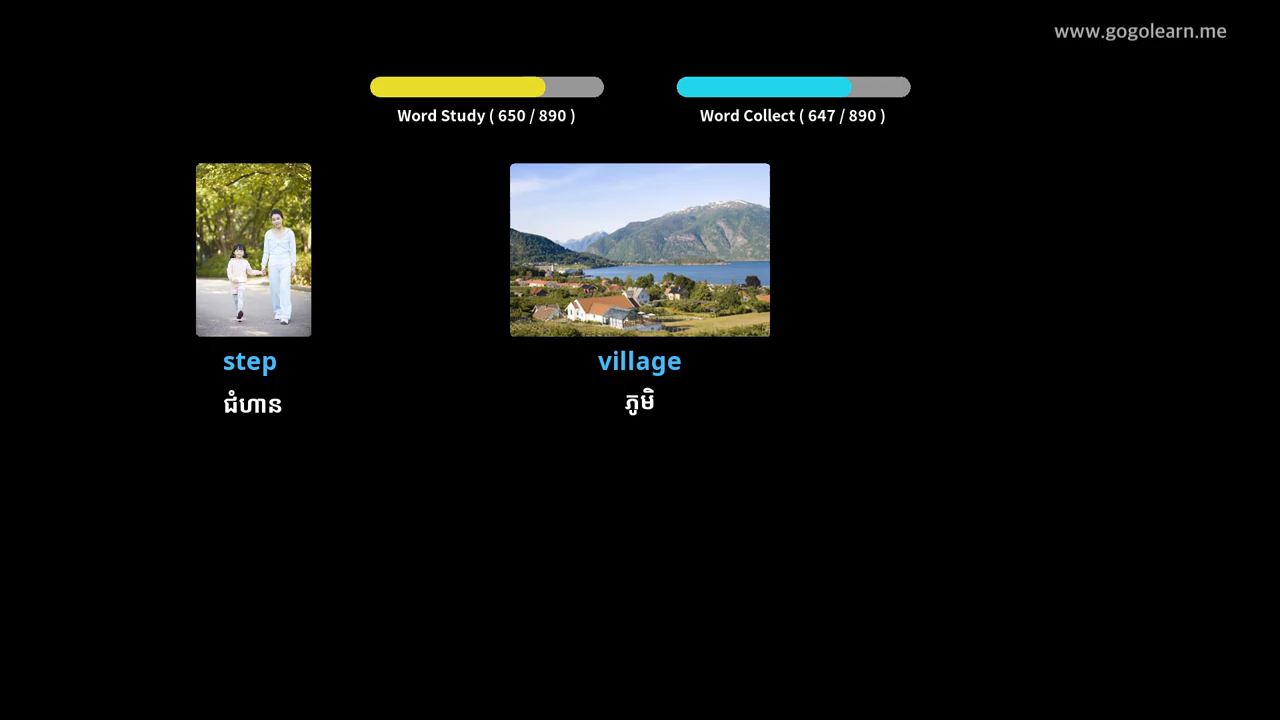 www.gogolearn.me
Word Study ( 650 / 890 )
Word Collect ( 647 / 890 )
step
ជំហាន
village
ភូមិ